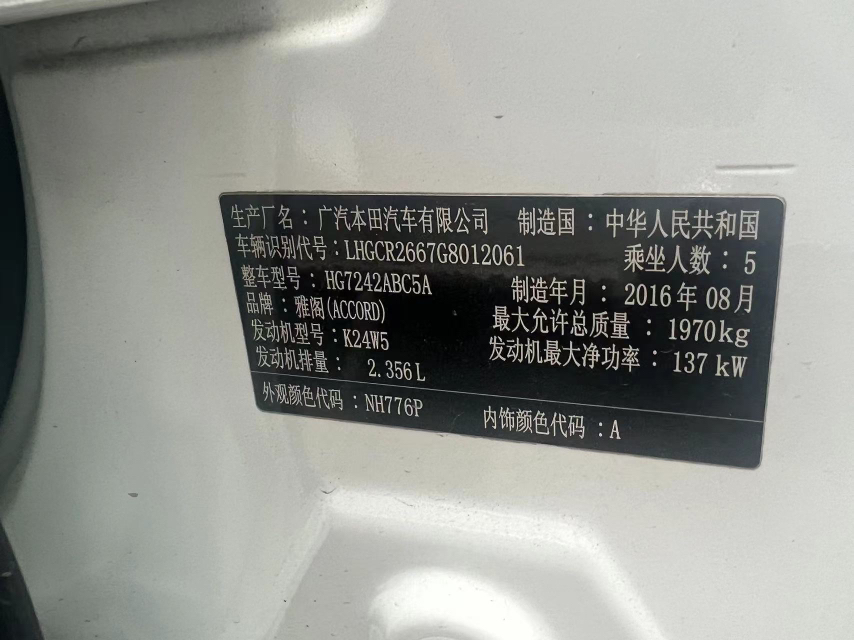 生产厂名：广汽本田汽车有限公司 制造国：中华人民共和国
车辆识别代号：LHGCR2667G8012061 乘坐人数：5
整车型号：HG7242ABC5A 制造年月：2016年08月
品牌：雅阁(ACCORD) 最大允许总质量：1970kg
发动机型号：K24W5 发动机最大净功率：137 kW
发动机排量： 2.356L
外观颜色代码：NH776P 内饰颜色代码：A